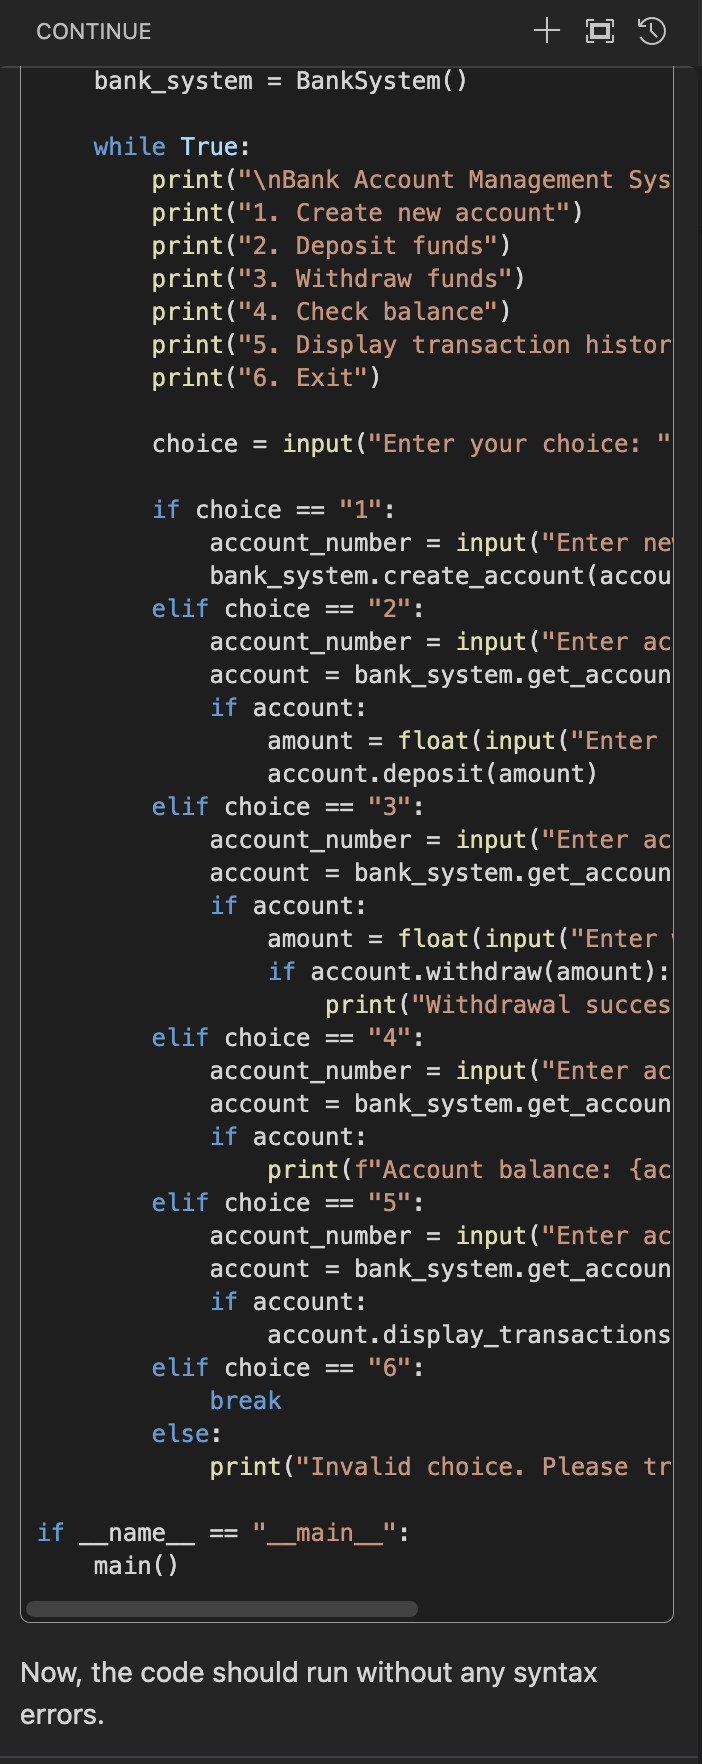 CONTINUE
bank_system = BankSystem()
while True:
print("\nBank Account Management Sys
print("1. Create new account")
print("2. Deposit funds")
print("3. Withdraw funds")
print("4. Check balance")
print("5. Display transaction histor
print("6. Exit")
choice = input("Enter your choice: "
if choice == "1":
account_number = input("Enter ne
bank_system.create_account(accou
elif choice == "2":
account_number = input("Enter ac
account = bank_system.get_accoun
if account:
amount = float(input("Enter
account.deposit(amount)
elif choice == "3":
account_number = input("Enter ac
account = bank_system.get_accoun
if account:
amount = float(input("Enter
if account.withdraw(amount):
print("Withdrawal succes
elif choice == "4":
account_number = input("Enter ac
account = bank_system.get_accoun
if account:
print(f"Account balance: {ac
elif choice == "5":
account_number = input("Enter ac
account = bank_system.get_accoun
if account:
account.display_transactions
elif choice == "6":
break
else:
print("Invalid choice. Please tr
if __name__ == "__main__":
main()
Now, the code should run without any syntax
errors.